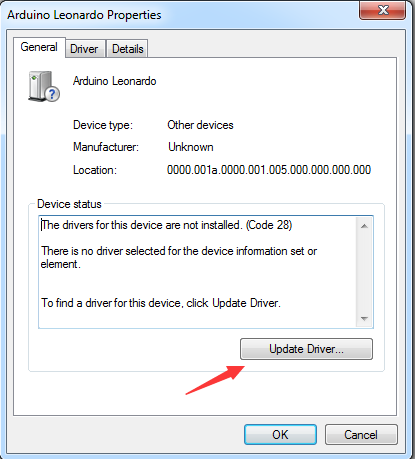 Arduino Leonardo Properties
General Driver Details
Arduino Leonardo
Device type: Other devices
Manufacturer: Unknown
Location: 0000.001a.0000.001.005.000.000.000.000
Device status
The drivers for this device are not installed. (Code 28)
There is no driver selected for the device information set or
element.
To find a driver for this device, click Update Driver.
Update Driver...
OK Cancel